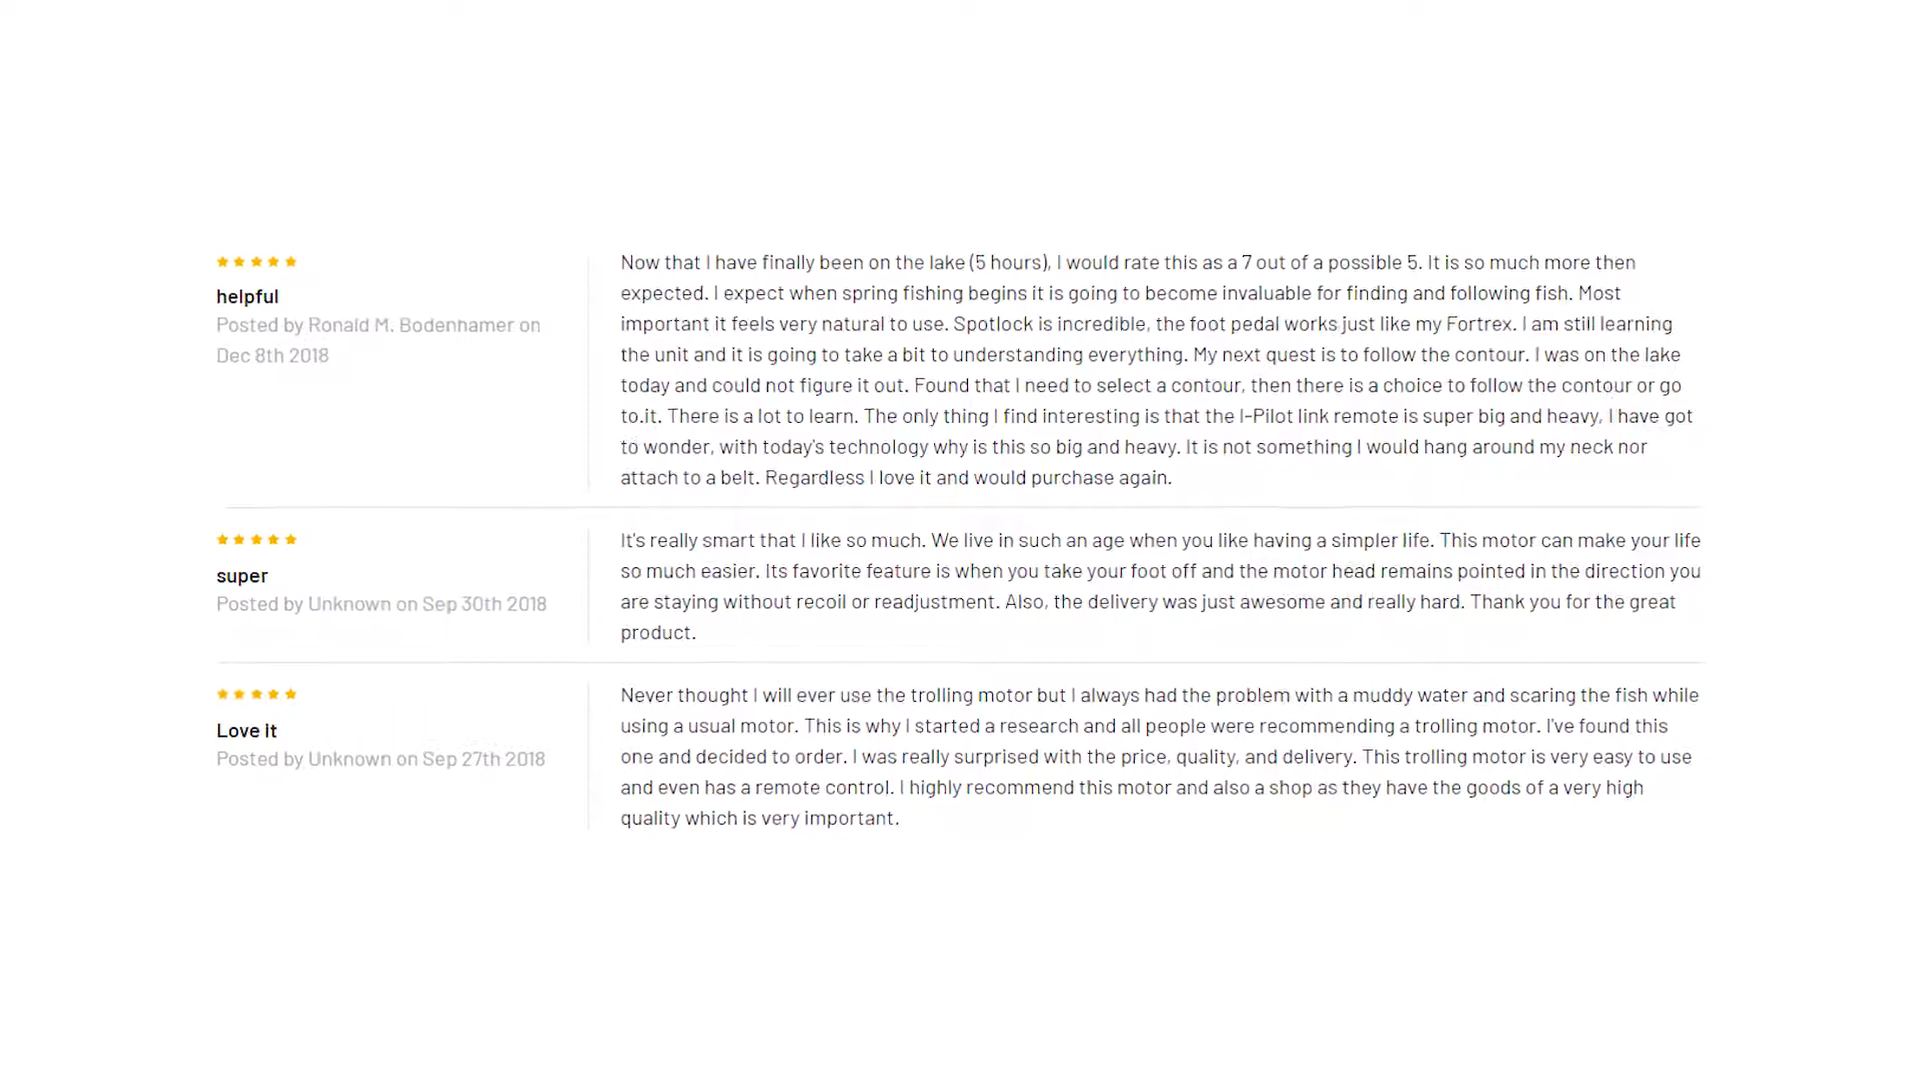 helpful
Posted by Ronald M. Bodenhamer on
Dec 8th 2018
Now that I have finally been on the lake (5 hours), I would rate this as a 7 out of a possible 5. It is so much more then
expected. I expect when spring fishing begins it is going to become invaluable for finding and following fish. Most
important it feels very natural to use. Spotlock is incredible, the foot pedal works just like my Fortrex. I am still learning
the unit and it is going to take a bit to understanding everything. My next quest is to follow the contour. I was on the lake
today and could not figure it out. Found that I need to select a contour, then there is a choice to follow the contour or go
to.it. There is a lot to learn. The only thing I find interesting is that the I-Pilot link remote is super big and heavy, I have got
to wonder, with today's technology why is this so big and heavy. It is not something I would hang around my neck nor
attach to a belt. Regardless I love it and would purchase again.
super
Posted by Unknown on Sep 30th 2018
It's really smart that I like so much. We live in such an age when you like having a simpler life. This motor can make your life
so much easier. Its favorite feature is when you take your foot off and the motor head remains pointed in the direction you
are staying without recoil or readjustment. Also, the delivery was just awesome and really hard. Thank you for the great
product.
Love it
Posted by Unknown on Sep 27th 2018
Never thought I will ever use the trolling motor but I always had the problem with a muddy water and scaring the fish while
using a usual motor. This is why I started a research and all people were recommending a trolling motor. I've found this
one and decided to order. I was really surprised with the price, quality, and delivery. This trolling motor is very easy to use
and even has a remote control. I highly recommend this motor and also a shop as they have the goods of a very high
quality which is very important.